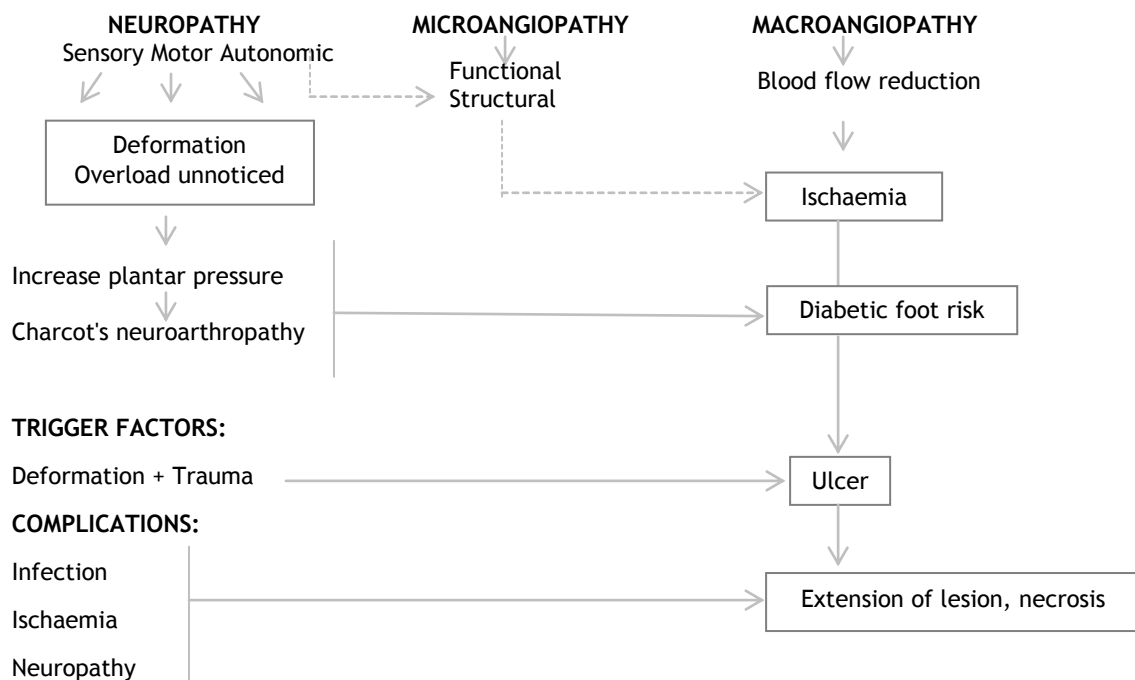 NEUROPATHY
Sensory Motor Autonomic
MICROANGIOPATHY
Functional
Structural
MACROANGIOPATHY
Blood flow reduction
Deformation
Overload unnoticed
Ischaemia
Increase plantar pressure
Charcot's neuroarthropathy
Diabetic foot risk
TRIGGER FACTORS:
Deformation + Trauma
Ulcer
COMPLICATIONS:
Infection
Ischaemia
Neuropathy
Extension of lesion, necrosis